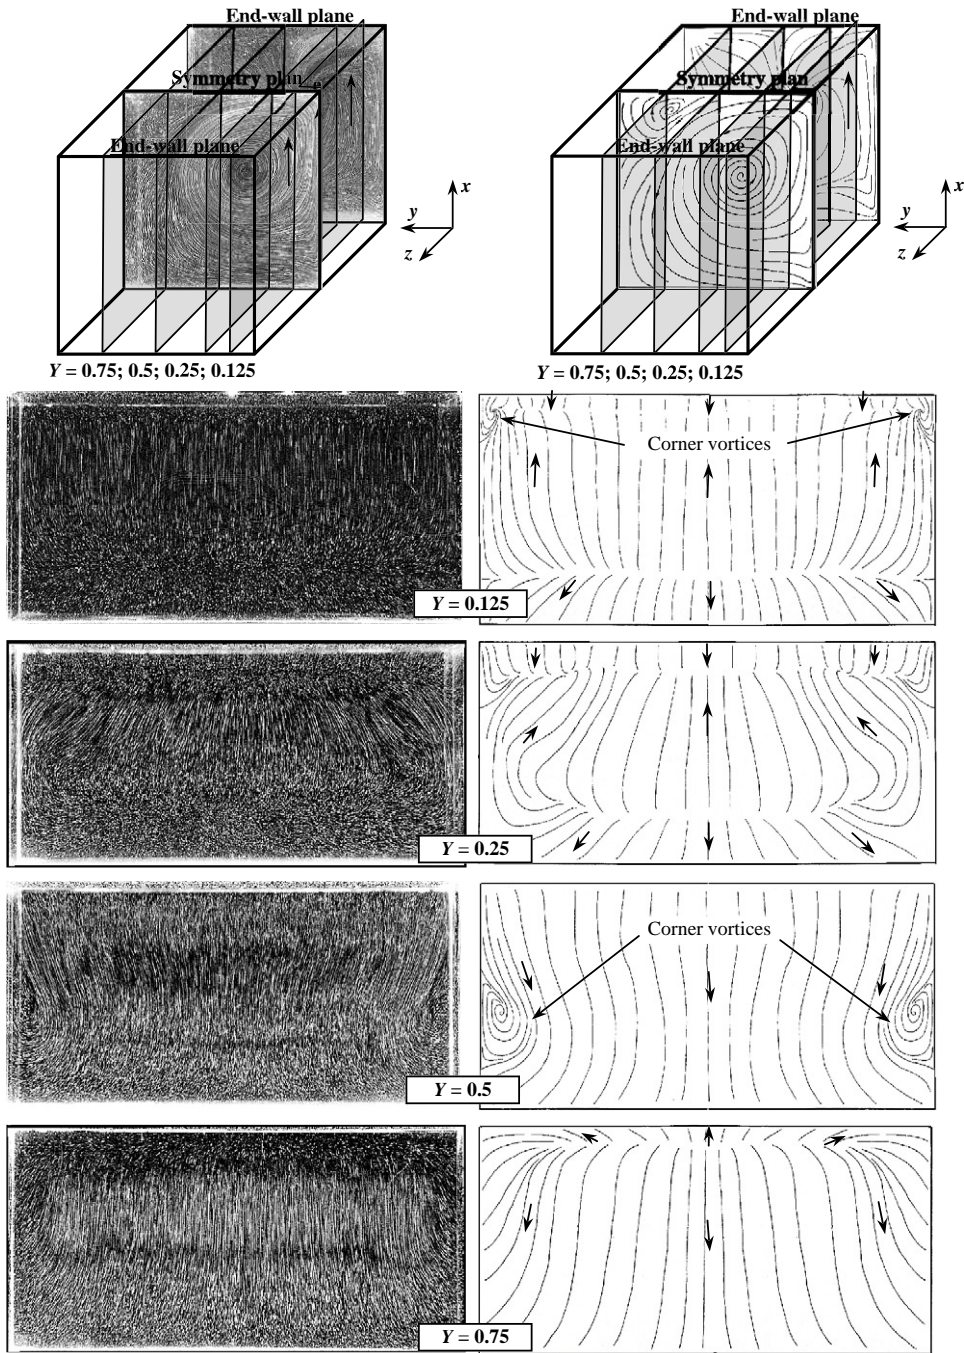 End-wall plane
End-wall plane
Symmetry plan e
Symmetry plan
End-wall plane
End-wall plane
x
y
z
x
y
z
Y = 0.75; 0.5; 0.25; 0.125
Y = 0.75; 0.5; 0.25; 0.125
Corner vortices
Y = 0.125
Y = 0.25
Corner vortices
Y = 0.5
Y = 0.75